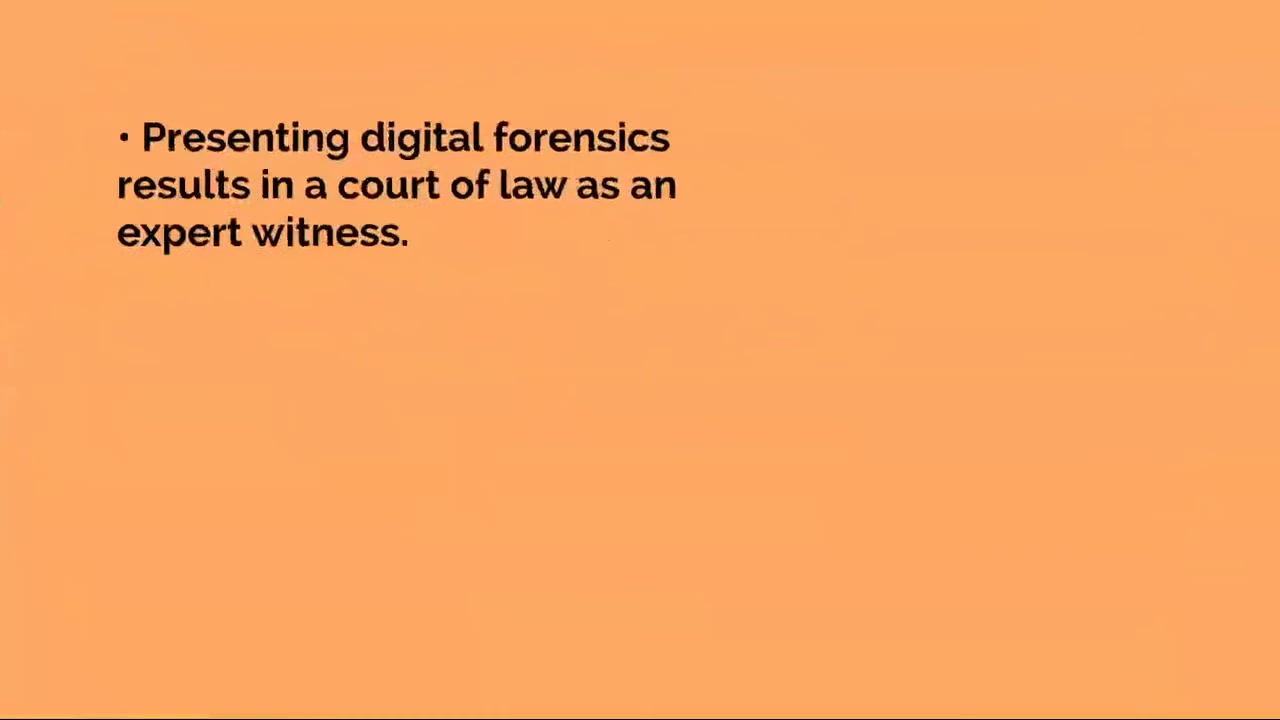 • Presenting digital forensics
results in a court of law as an
expert witness.